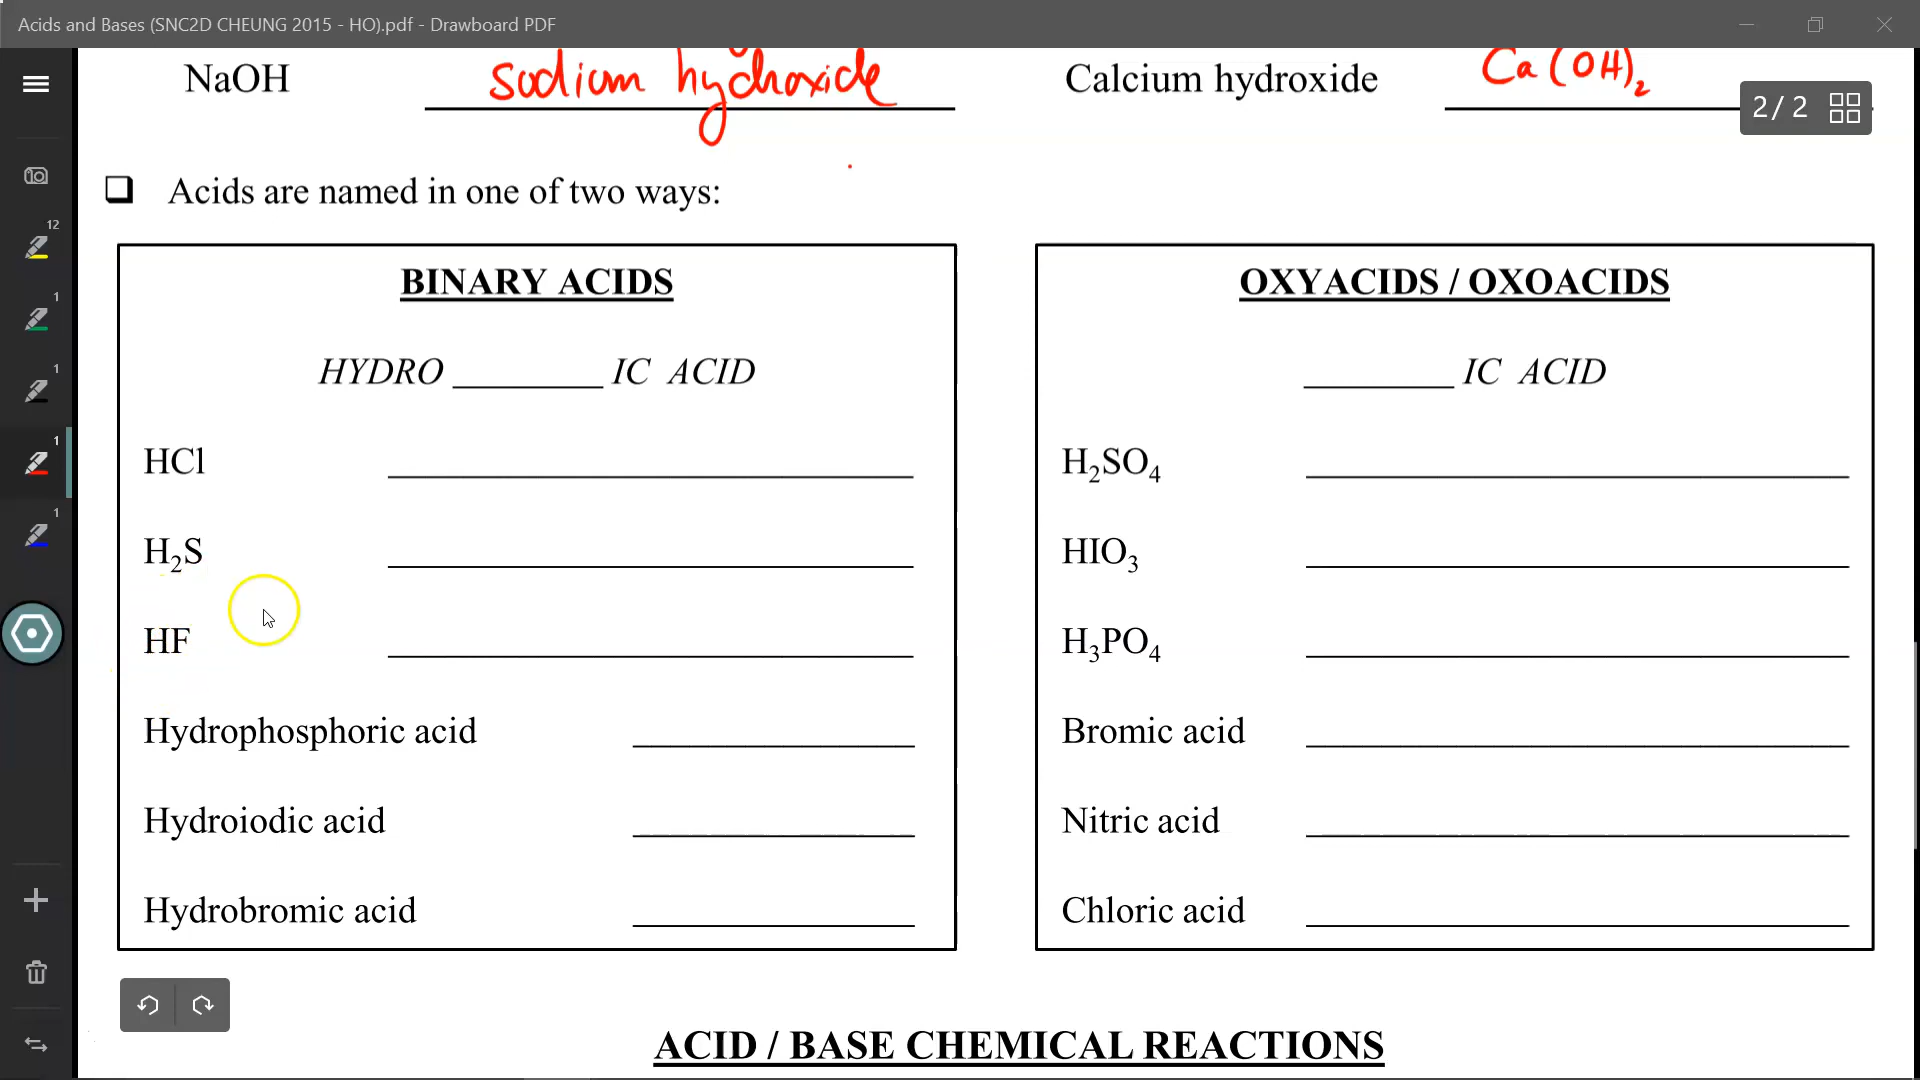 Acids and Bases (SNC2D CHEUNG 2015 - HO).pdf - Drawboard PDF
NaOH sodium hydroxide Calcium hydroxide Ca(OH)₂
2 / 2
12
1
1
1
1
❑ Acids are named in one of two ways:
BINARY ACIDS
HYDRO ________ IC ACID
HCl
H₂S
HF
Hydrophosphoric acid
Hydroiodic acid
Hydrobromic acid
OXYACIDS / OXOACIDS
________ IC ACID
H₂SO₄
HIO₃
H₃PO₄
Bromic acid
Nitric acid
Chloric acid
ACID / BASE CHEMICAL REACTIONS